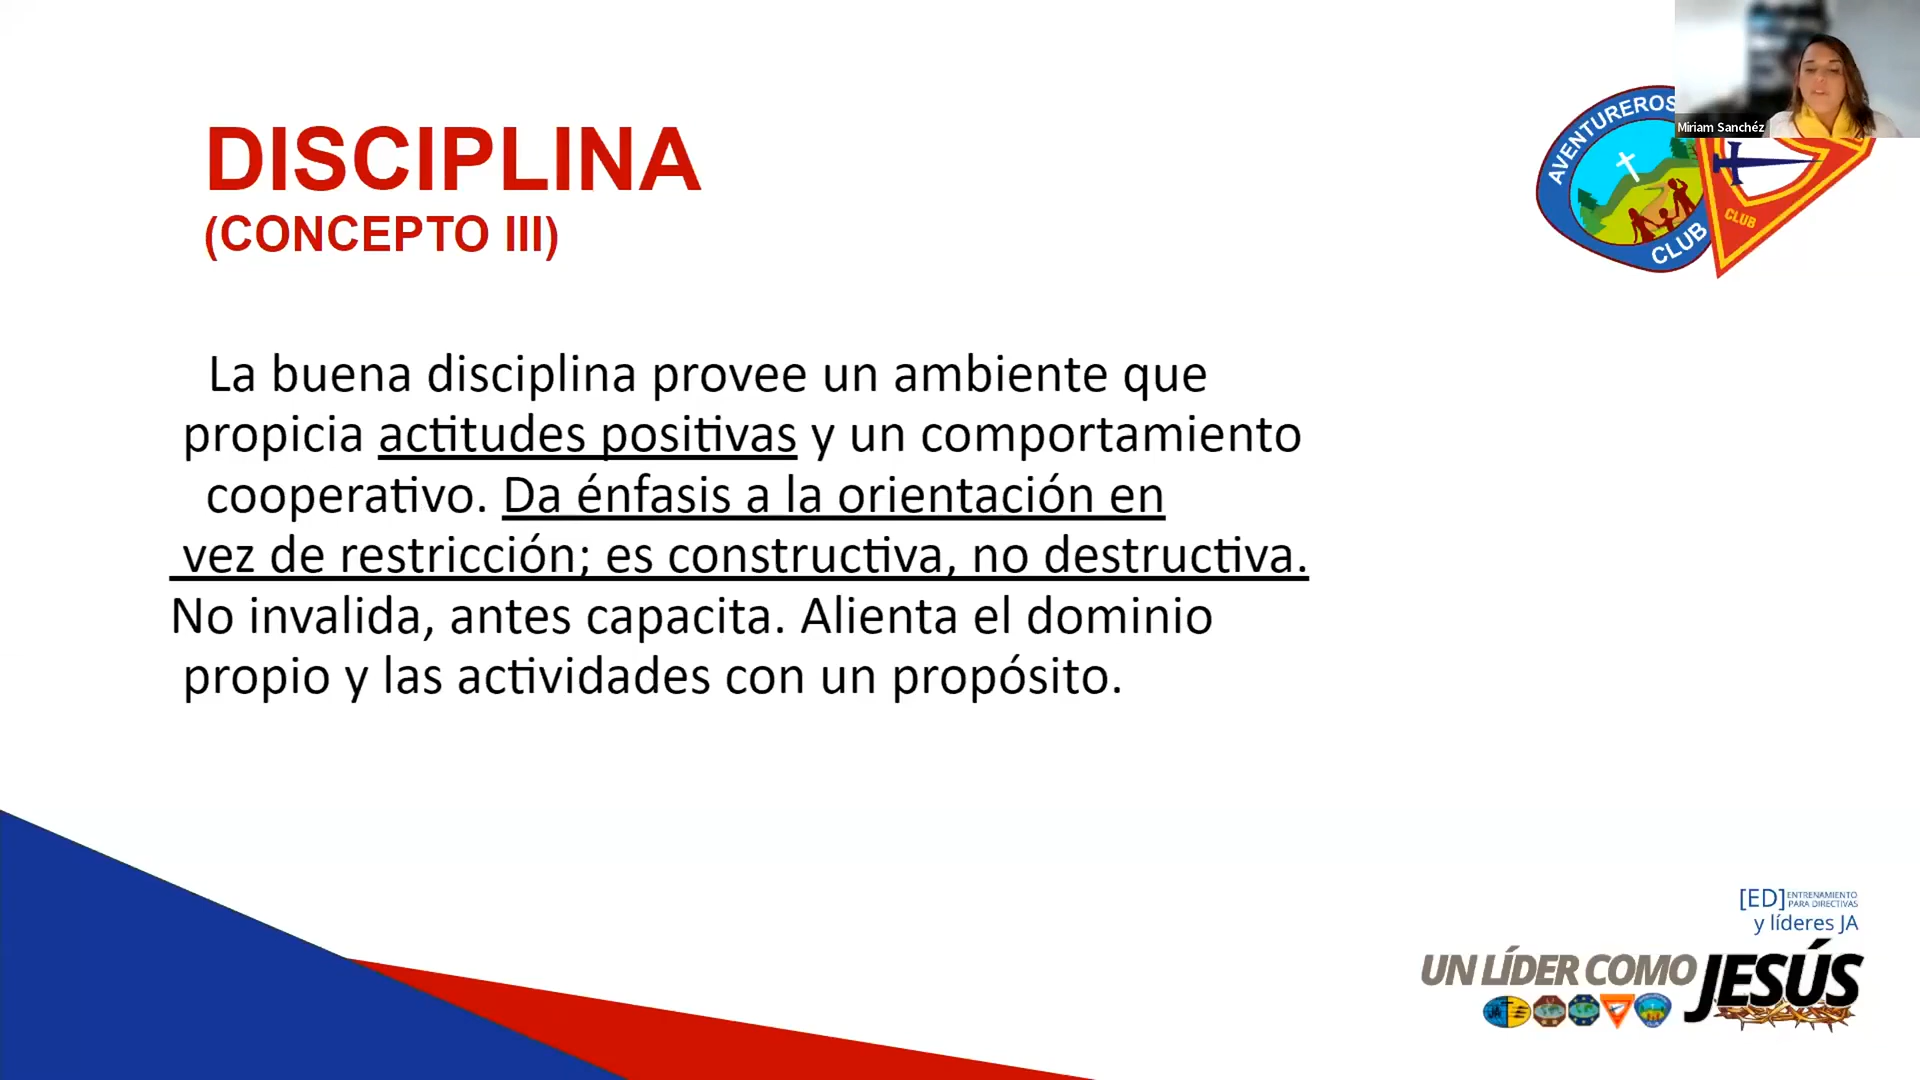 DISCIPLINA
(CONCEPTO III)
AVENTUREROS
CLUB
CLUB
Miriam Sanchéz
La buena disciplina provee un ambiente que
propicia actitudes positivas y un comportamiento
cooperativo. Da énfasis a la orientación en
vez de restricción; es constructiva, no destructiva.
No invalida, antes capacita. Alienta el dominio
propio y las actividades con un propósito.
[ED] ENTRENAMIENTO
PARA DIRECTIVAS
y líderes JA
UN LÍDER COMO JESÚS